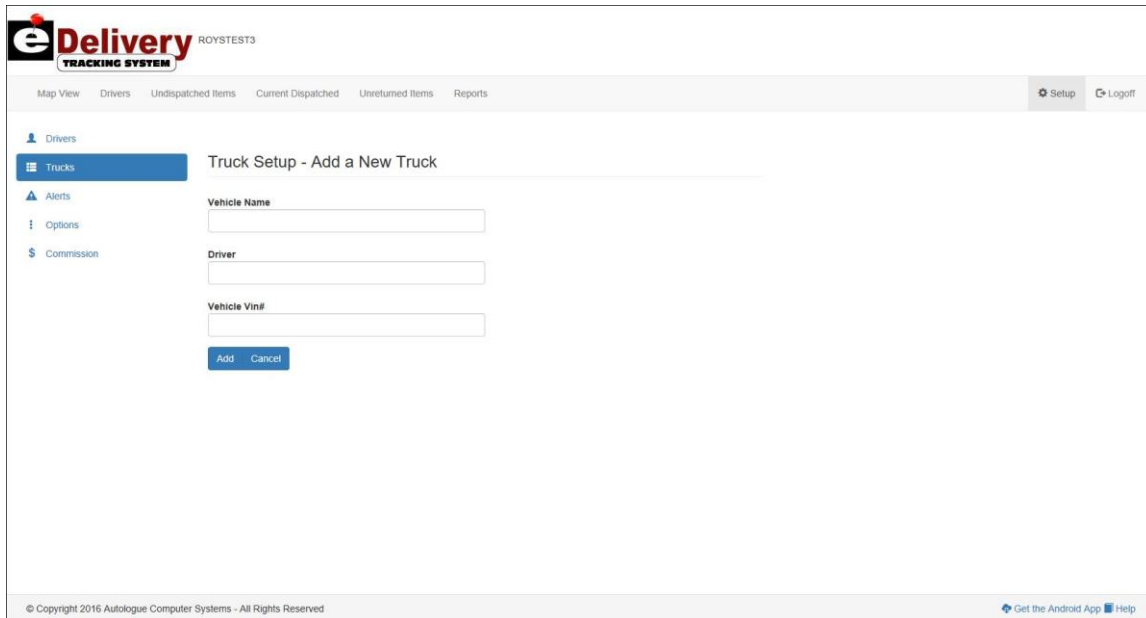 e Delivery ROYSTEST3
TRACKING SYSTEM
Map View Drivers Undispatched Items Current Dispatched Unreturned Items Reports Setup Logoff
Drivers
Trucks
Alerts
Options
$ Commission
Truck Setup - Add a New Truck
Vehicle Name
Driver
Vehicle Vin#
Add Cancel
© Copyright 2016 Autologue Computer Systems - All Rights Reserved Get the Android App Help